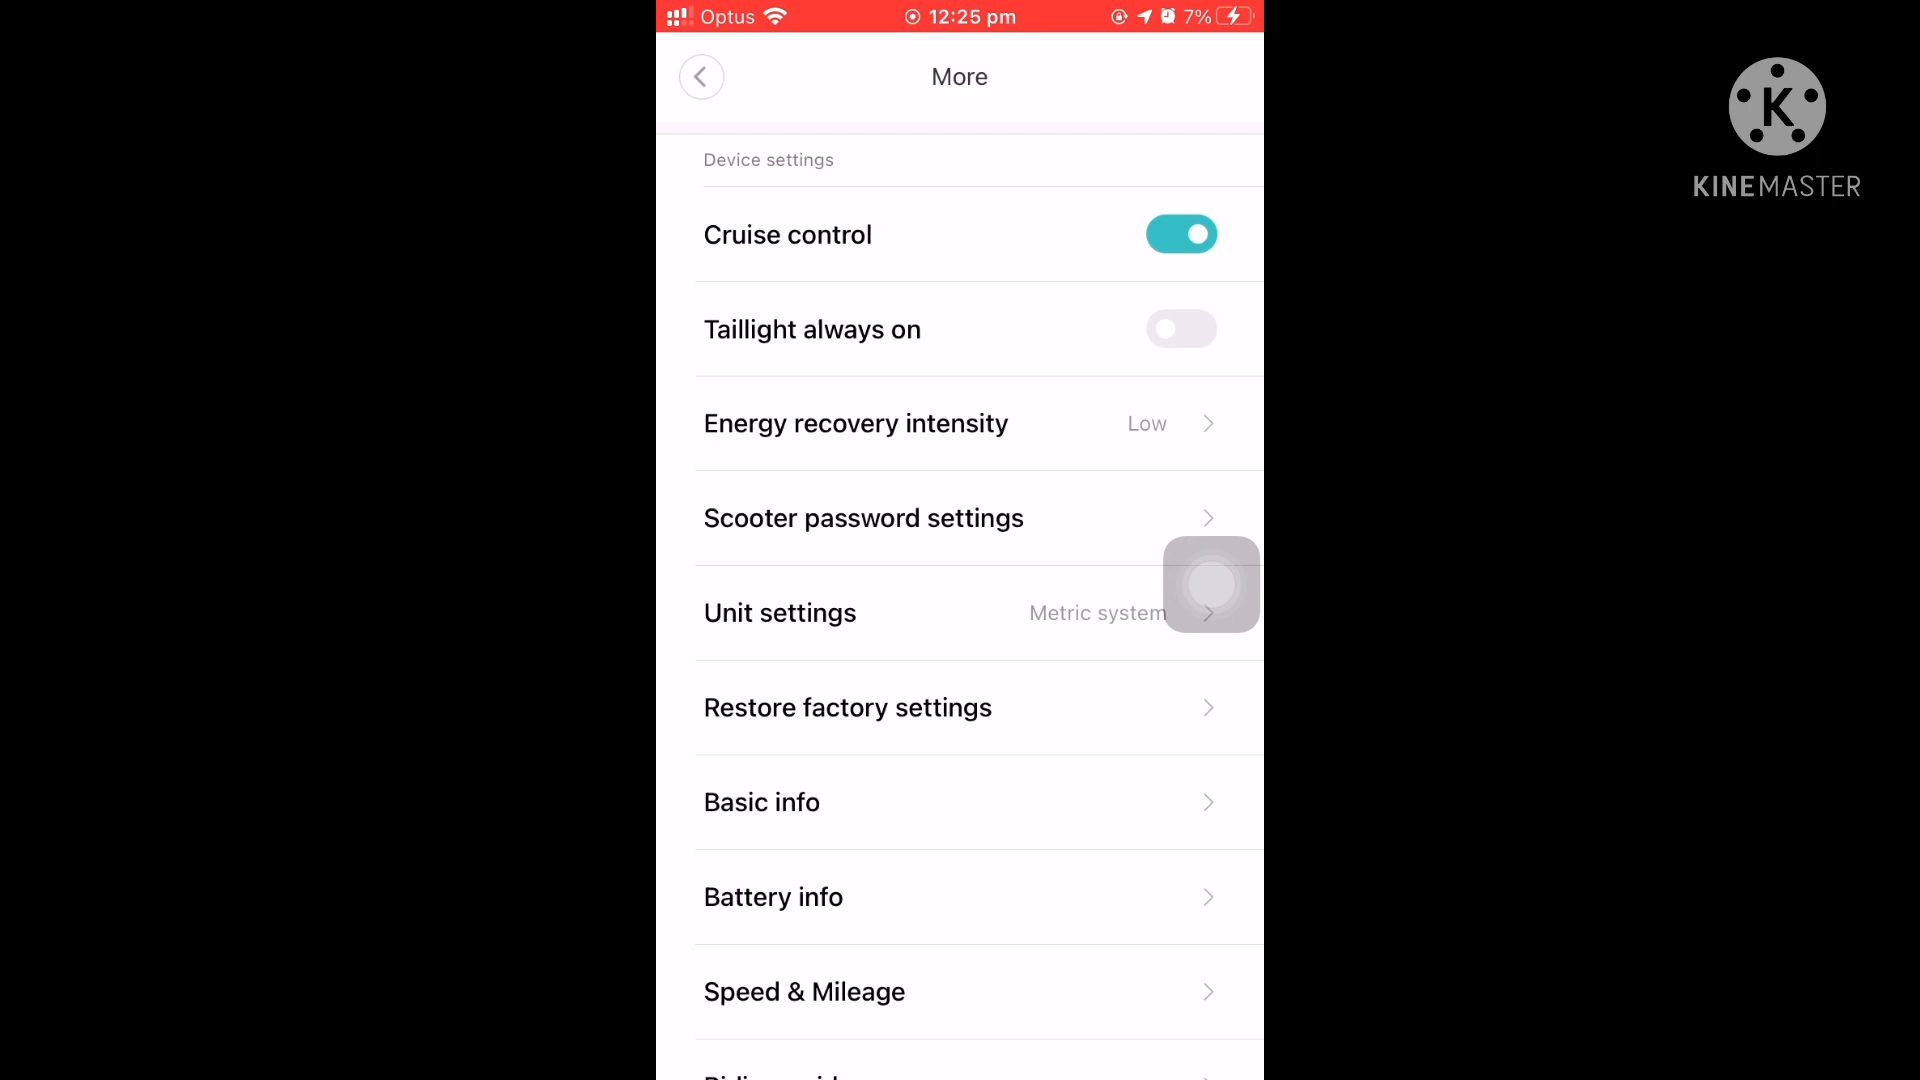 Optus 12:25 pm 7%
More
Device settings
Cruise control
Taillight always on
Energy recovery intensity Low
Scooter password settings
Unit settings Metric system
Restore factory settings
Basic info
Battery info
Speed & Mileage
K
KINEMASTER